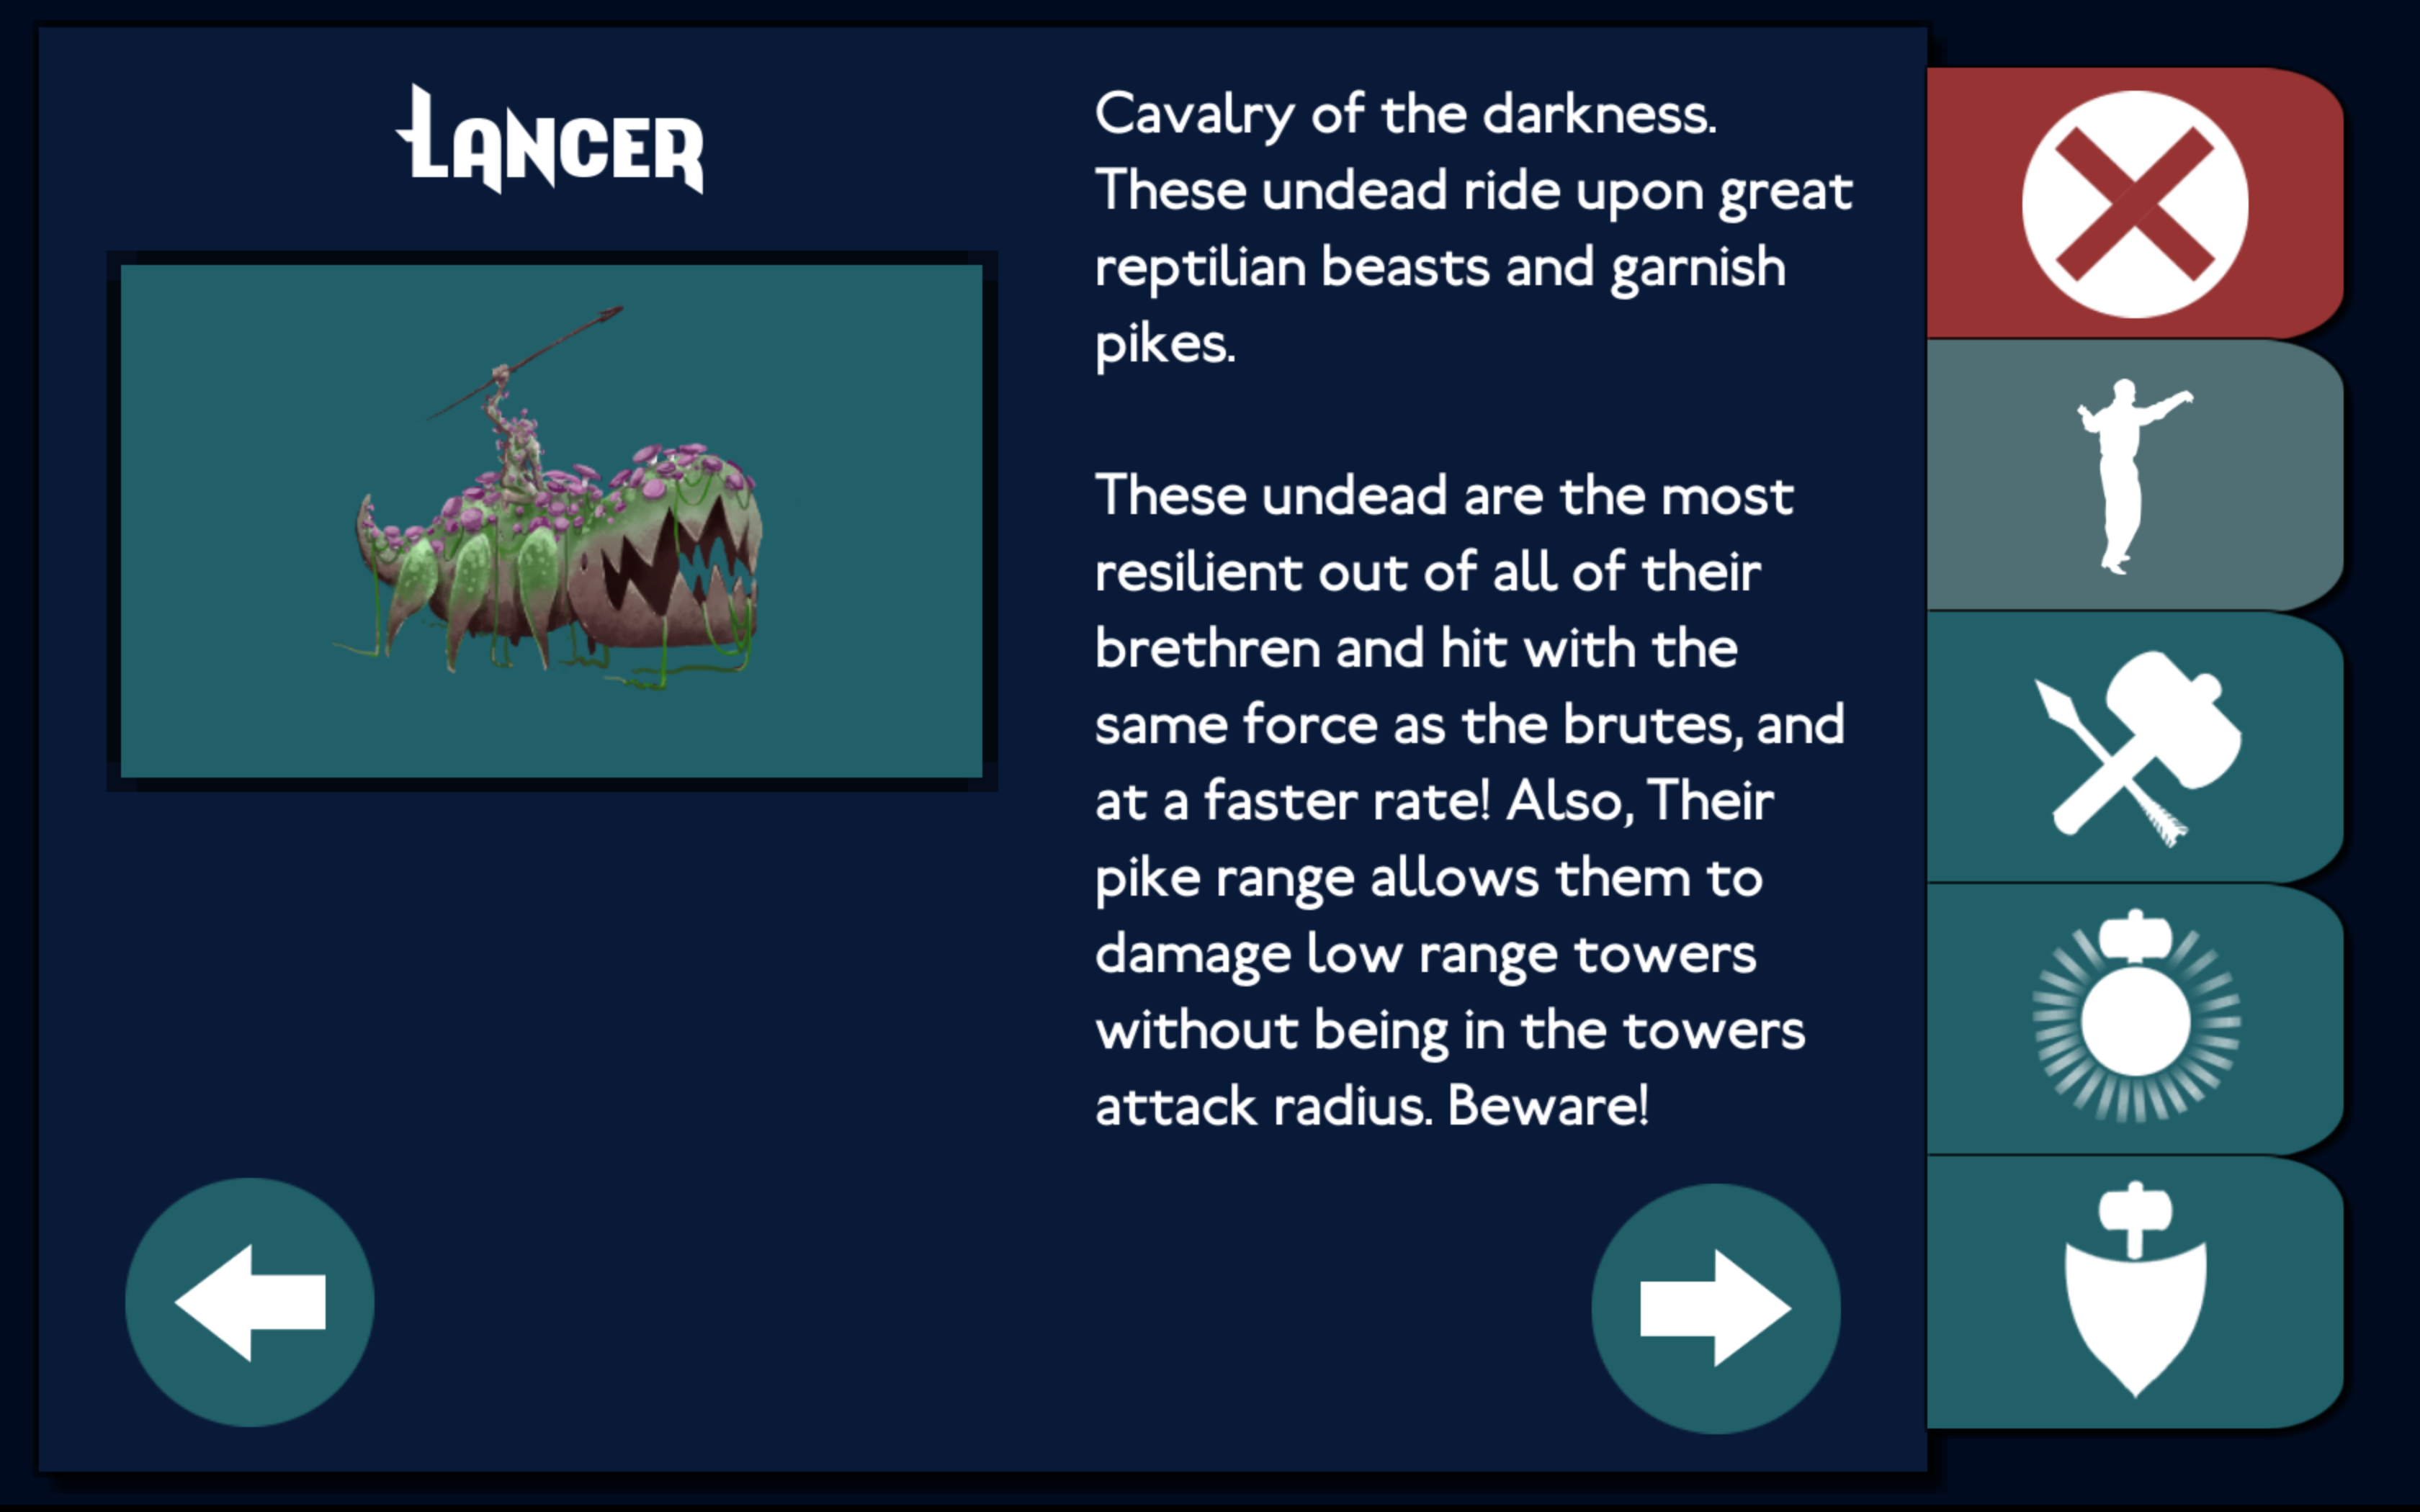 LANCER
Cavalry of the darkness.
These undead ride upon great
reptilian beasts and garnish
pikes.
These undead are the most
resilient out of all of their
brethren and hit with the
same force as the brutes, and
at a faster rate! Also, Their
pike range allows them to
damage low range towers
without being in the towers
attack radius. Beware!